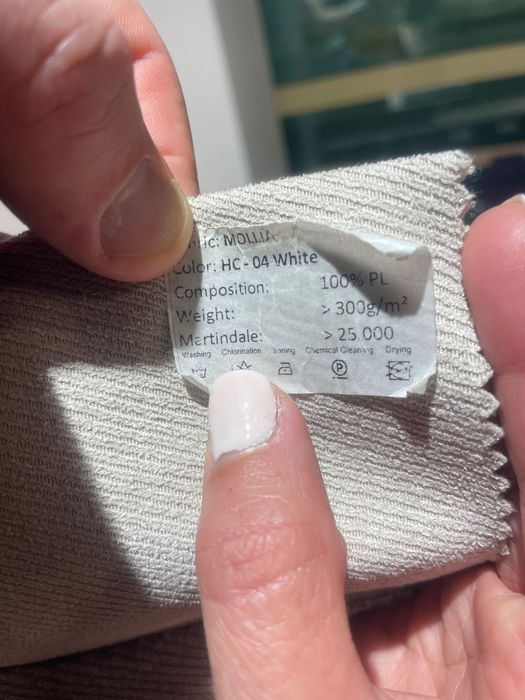 ric: MOLLIA
Color: HC - 04 White
Composition: 100% PL
Weight: > 300g/m²
Martindale: > 25.000
Washing Chlorination Ironing Chemical Cleaning Drying
P